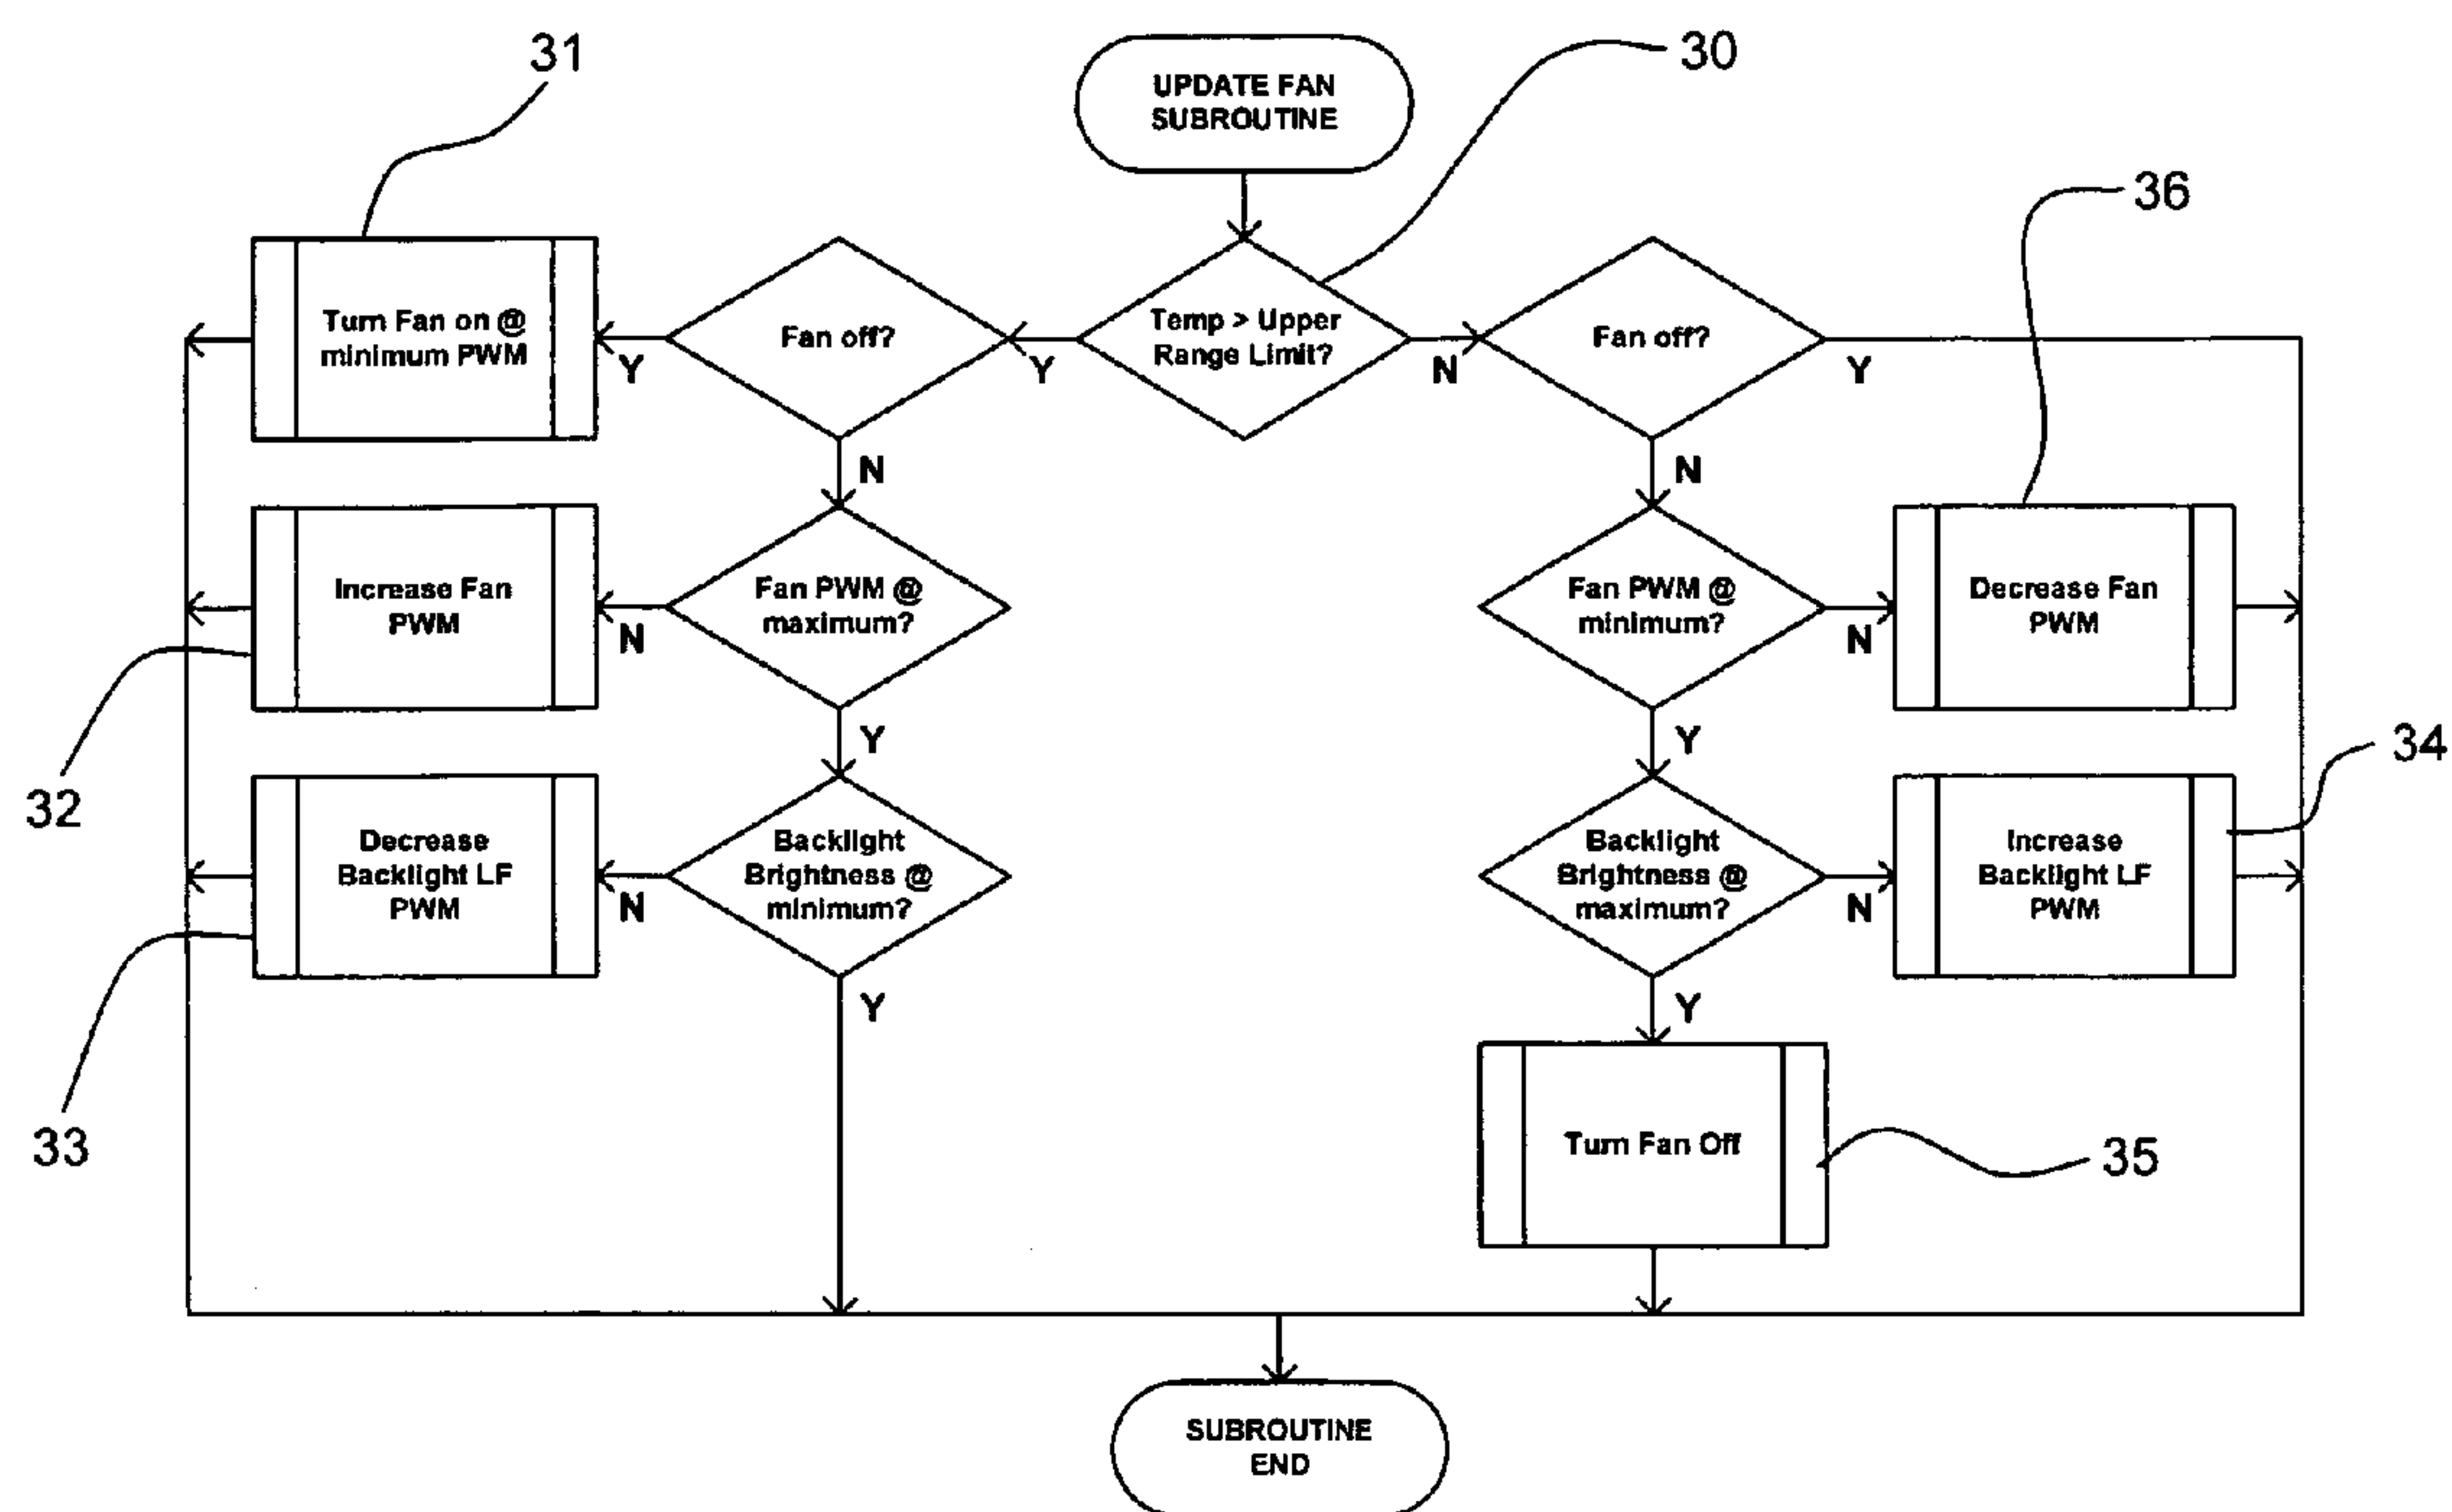 31
UPDATE FAN
SUBROUTINE
30
36
Turn Fan on @
minimum PWM
Y
Fan off?
Y
Temp > Upper
Range Limit?
N
Fan off?
Y
N
N
Increase Fan
PWM
N
Fan PWM @
maximum?
Fan PWM @
minimum?
N
Decrease Fan
PWM
32
Y
Y
34
Decrease
Backlight LF
PWM
N
Backlight
Brightness @
minimum?
Backlight
Brightness @
maximum?
N
Increase
Backlight LF
PWM
33
Y
Y
Turn Fan Off
35
SUBROUTINE
END